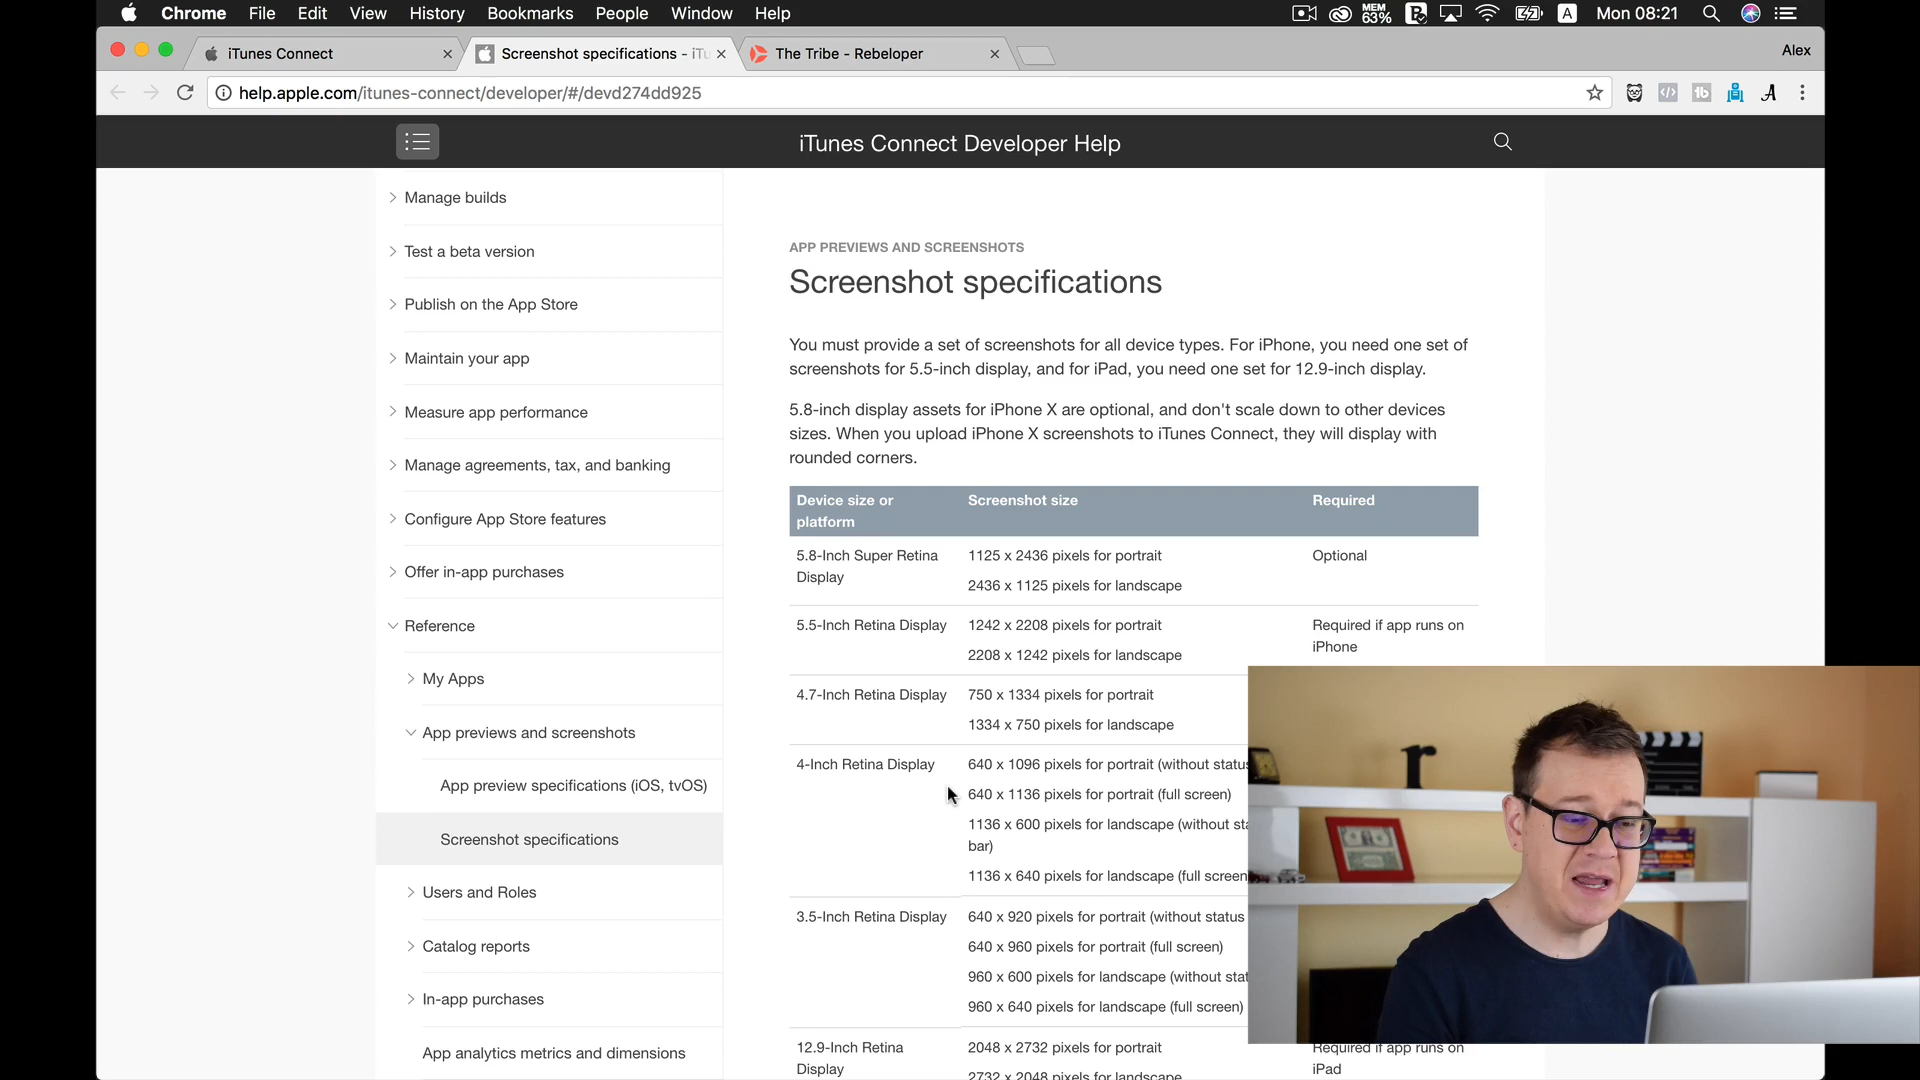 Chrome File Edit View History Bookmarks People Window Help MEM 63% A Mon 08:21
iTunes Connect
Screenshot specifications - iTu
The Tribe - Rebeloper
Alex
help.apple.com/itunes-connect/developer/#/devd274dd925
iTunes Connect Developer Help
Manage builds
Test a beta version
Publish on the App Store
Maintain your app
Measure app performance
Manage agreements, tax, and banking
Configure App Store features
Offer in-app purchases
Reference
My Apps
App previews and screenshots
App preview specifications (iOS, tvOS)
Screenshot specifications
Users and Roles
Catalog reports
In-app purchases
App analytics metrics and dimensions
APP PREVIEWS AND SCREENSHOTS
Screenshot specifications
You must provide a set of screenshots for all device types. For iPhone, you need one set of
screenshots for 5.5-inch display, and for iPad, you need one set for 12.9-inch display.
5.8-inch display assets for iPhone X are optional, and don't scale down to other devices
sizes. When you upload iPhone X screenshots to iTunes Connect, they will display with
rounded corners.
Device size or
platform
Screenshot size
Required
5.8-Inch Super Retina
Display
1125 x 2436 pixels for portrait
2436 x 1125 pixels for landscape
Optional
5.5-Inch Retina Display
1242 x 2208 pixels for portrait
2208 x 1242 pixels for landscape
Required if app runs on
iPhone
4.7-Inch Retina Display
750 x 1334 pixels for portrait
1334 x 750 pixels for landscape
4-Inch Retina Display
640 x 1096 pixels for portrait (without status
640 x 1136 pixels for portrait (full screen)
1136 x 600 pixels for landscape (without sta
bar)
1136 x 640 pixels for landscape (full screen
3.5-Inch Retina Display
640 x 920 pixels for portrait (without status
640 x 960 pixels for portrait (full screen)
960 x 600 pixels for landscape (without stat
960 x 640 pixels for landscape (full screen)
12.9-Inch Retina
Display
2048 x 2732 pixels for portrait
2732 x 2048 pixels for landscape
Required if app runs on
iPad